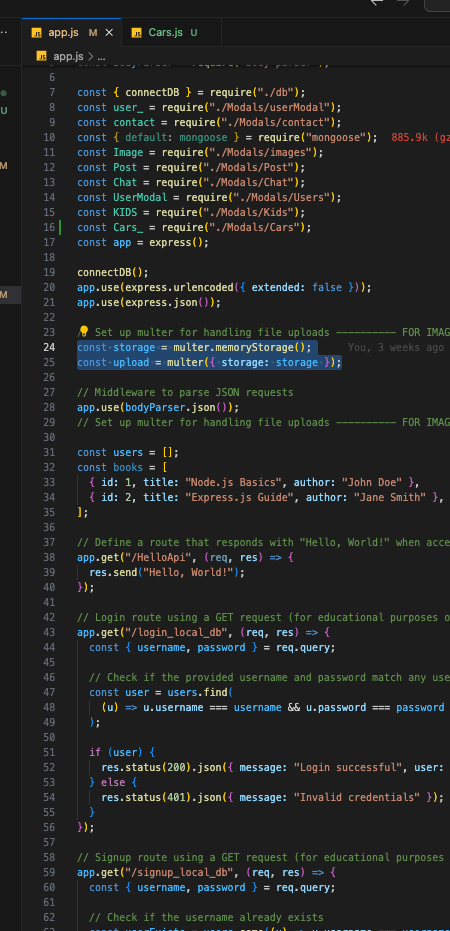 JS app.js M × JS Cars.js U
JS app.js > ...
6
7 const { connectDB } = require("./db");
8 const user_ = require("./Modals/userModal");
9 const contact = require("./Modals/contact");
10 const { default: mongoose } = require("mongoose"); 885.9k (gz
11 const Image = require("./Modals/images");
12 const Post = require("./Modals/Post");
13 const Chat = require("./Modals/Chat");
14 const UserModal = require("./Modals/Users");
15 const KIDS = require("./Modals/Kids");
16 const Cars_ = require("./Modals/Cars");
17 const app = express();
18
19 connectDB();
20 app.use(express.urlencoded({ extended: false }));
21 app.use(express.json());
22
23 Set up multer for handling file uploads ---------- FOR IMAG
24 const storage = multer.memoryStorage(); You, 3 weeks ago
25 const upload = multer({ storage: storage });
26
27 // Middleware to parse JSON requests
28 app.use(bodyParser.json());
29 // Set up multer for handling file uploads ---------- FOR IMAG
30
31 const users = [];
32 const books = [
33 { id: 1, title: "Node.js Basics", author: "John Doe" },
34 { id: 2, title: "Express.js Guide", author: "Jane Smith" },
35 ];
36
37 // Define a route that responds with "Hello, World!" when acce
38 app.get("/HelloApi", (req, res) => {
39 res.send("Hello, World!");
40 });
41
42 // Login route using a GET request (for educational purposes o
43 app.get("/login_local_db", (req, res) => {
44 const { username, password } = req.query;
45
46 // Check if the provided username and password match any use
47 const user = users.find(
48 (u) => u.username === username && u.password === password
49 );
50
51 if (user) {
52 res.status(200).json({ message: "Login successful", user:
53 } else {
54 res.status(401).json({ message: "Invalid credentials" });
55 }
56 });
57
58 // Signup route using a GET request (for educational purposes
59 app.get("/signup_local_db", (req, res) => {
60 const { username, password } = req.query;
61
62 // Check if the username already exists
U
M
M